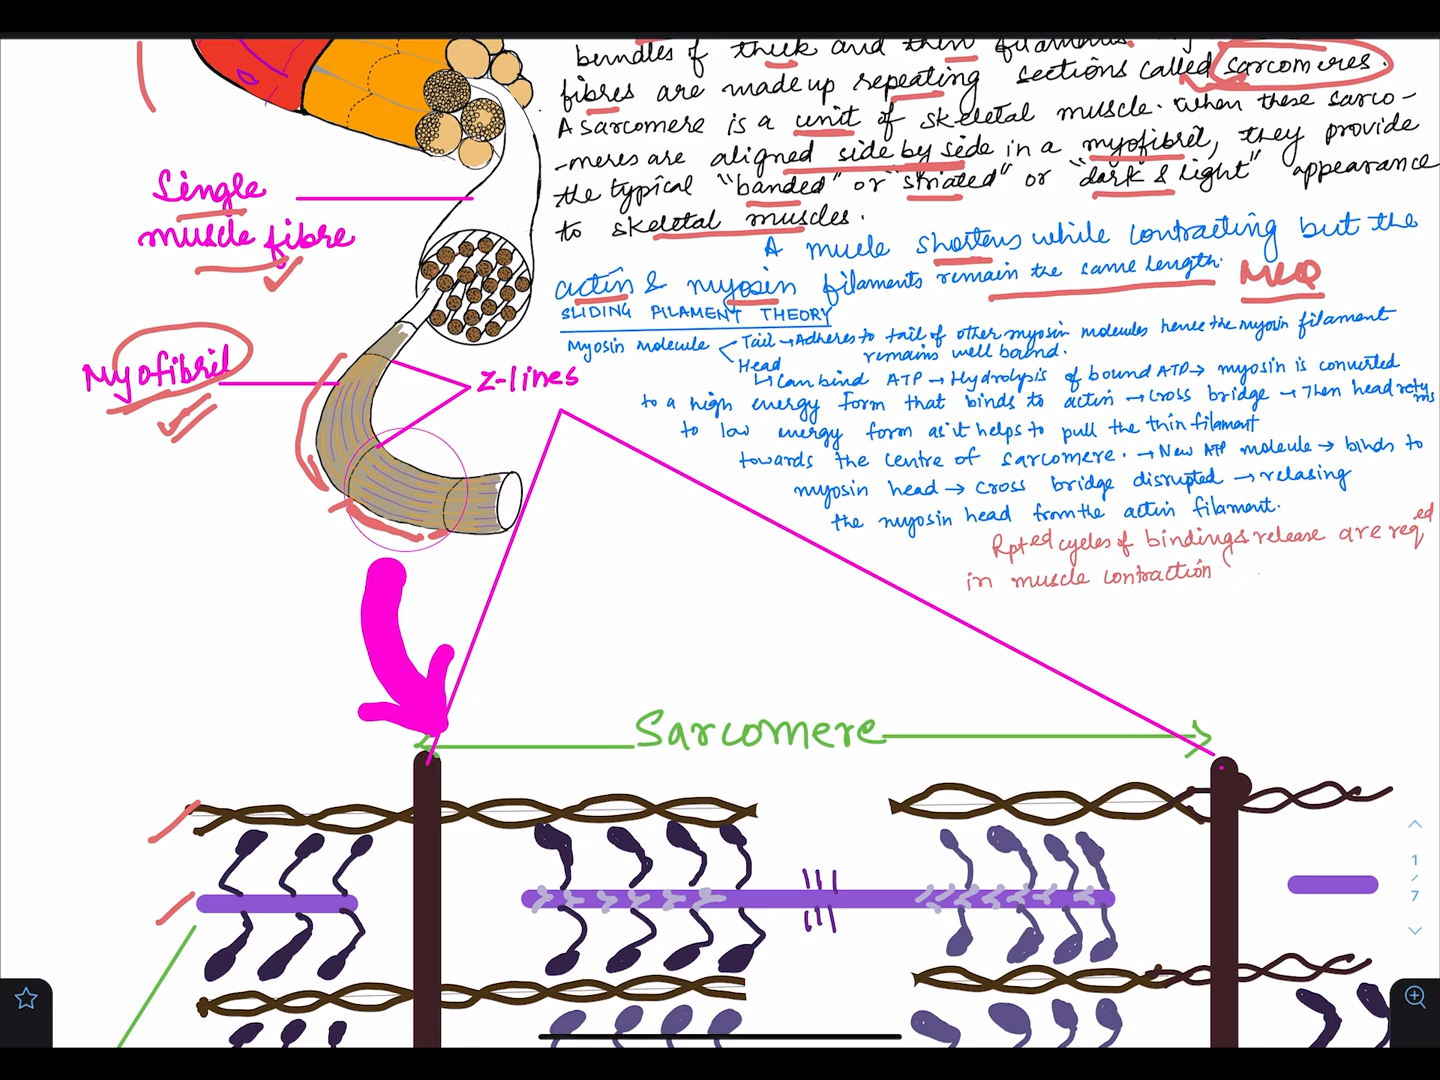 bundles of thick and thin filaments.
fibres are made up repeating sections called sarcomeres.
A sarcomere is a unit of skeletal muscle. When these sarco-
-meres are aligned side by side in a myofibril, they provide
the typical "banded" or "striated" or "dark & light" appearance
to skeletal muscles.
A mucle shortens while contracting but the
actin & myosin filaments remain the same length. MCQ
SLIDING FILAMENT THEORY
Myosin molecule Tail → Adheres to tail of other myosin molecules hence the myosin filament
remains well bound.
Head
↳ Can bind ATP → Hydrolysis of bound ATP → myosin is converted
to a high energy form that binds to actin → cross bridge → Then head returns
to low energy form as it helps to pull the thin filament
towards the centre of sarcomere. → New ATP molecule → binds to
myosin head → cross bridge disrupted → relasing
the myosin head from the actin filament.
Rpted cycles of binding & release are reqed
in muscle contraction
Single
muscle fibre
Myofibril
Z-lines
Sarcomere
1
/
7